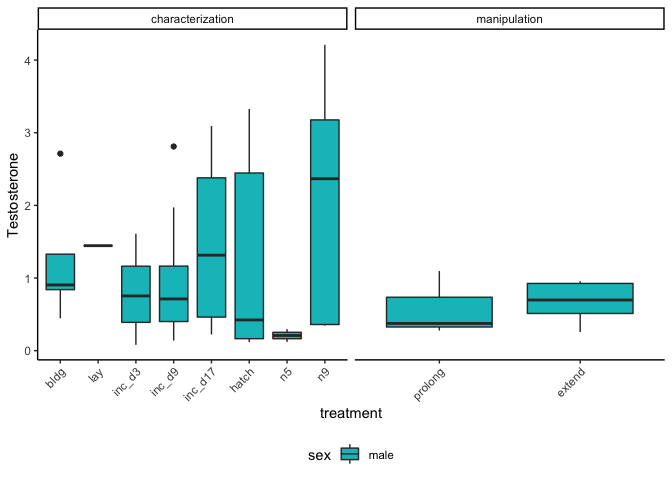 characterization
manipulation
Testosterone
4
3
2
1
0
bldg
lay
inc_d3
inc_d9
inc_d17
hatch
n5
n9
prolong
extend
treatment
sex
male